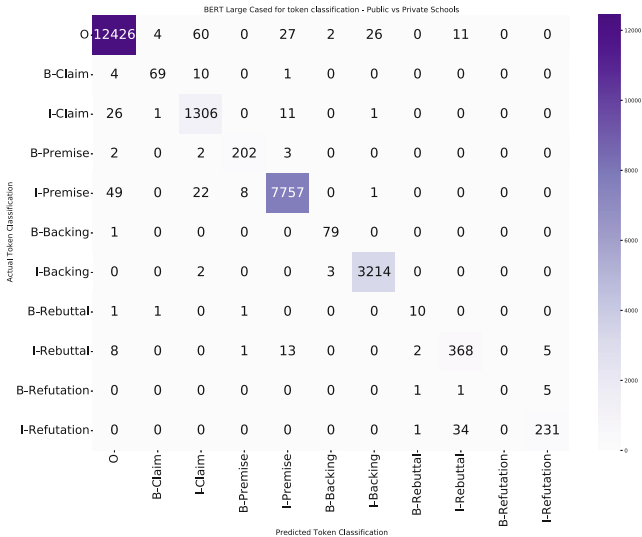 BERT Large Cased for token classification - Public vs Private Schools
O 12426 4 60 0 27 2 26 0 11 0 0
B-Claim 4 69 10 0 1 0 0 0 0 0 0
I-Claim 26 1 1306 0 11 0 1 0 0 0 0
B-Premise 2 0 2 202 3 0 0 0 0 0 0
I-Premise 49 0 22 8 7757 0 1 0 0 0 0
B-Backing 1 0 0 0 0 79 0 0 0 0 0
I-Backing 0 0 2 0 0 3 3214 0 0 0 0
B-Rebuttal 1 1 0 1 0 0 0 10 0 0 0
I-Rebuttal 8 0 0 1 13 0 0 2 368 0 5
B-Refutation 0 0 0 0 0 0 0 1 1 0 5
I-Refutation 0 0 0 0 0 0 0 1 34 0 231
O B-Claim I-Claim B-Premise I-Premise B-Backing I-Backing B-Rebuttal I-Rebuttal B-Refutation I-Refutation
Predicted Token Classification
Actual Token Classification
12000
10000
8000
6000
4000
2000
0